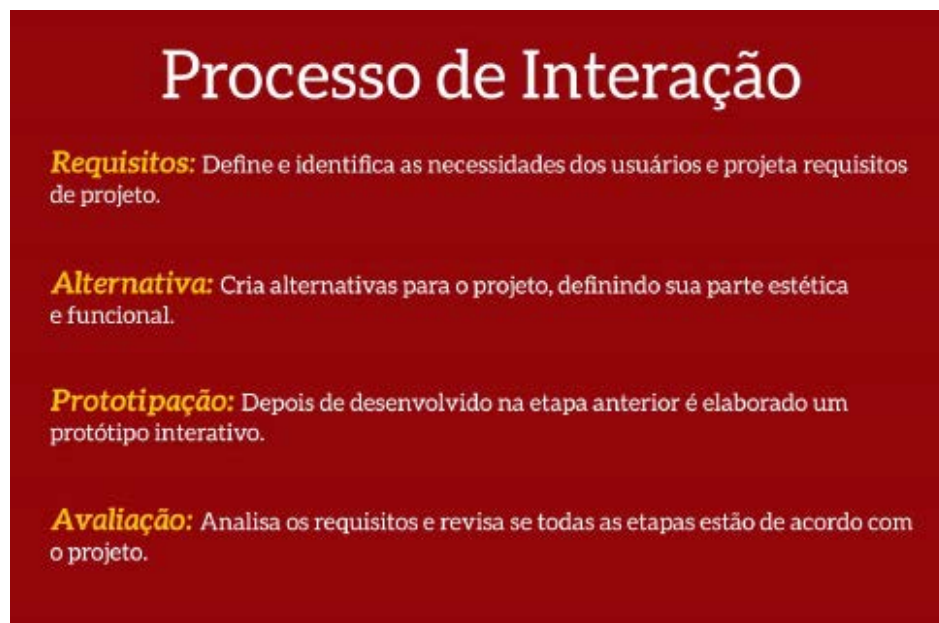 Processo de Interação
Requisitos: Define e identifica as necessidades dos usuários e projeta requisitos
de projeto.
Alternativa: Cria alternativas para o projeto, definindo sua parte estética
e funcional.
Prototipação: Depois de desenvolvido na etapa anterior é elaborado um
protótipo interativo.
Avaliação: Analisa os requisitos e revisa se todas as etapas estão de acordo com
o projeto.